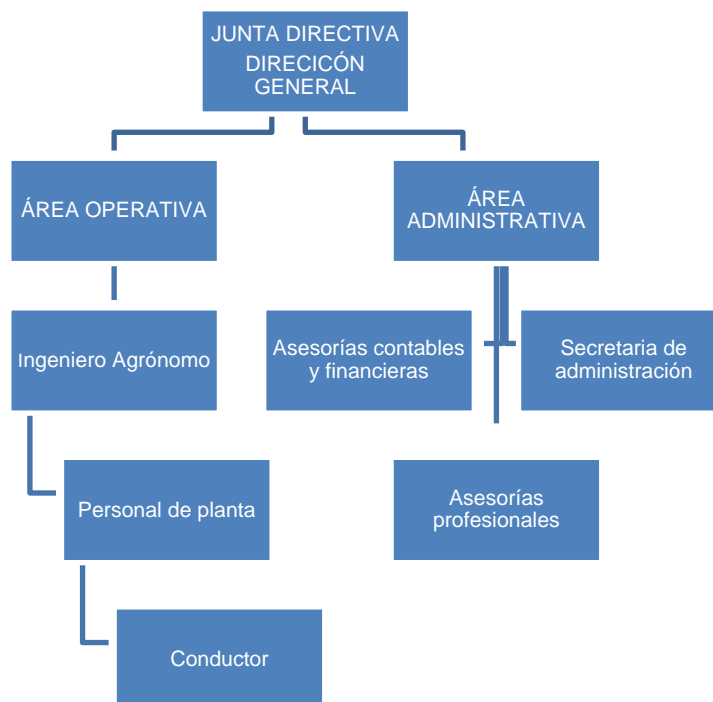 JUNTA DIRECTIVA
DIRECICÓN
GENERAL
ÁREA OPERATIVA
ÁREA
ADMINISTRATIVA
Ingeniero Agrónomo
Asesorías contables
y financieras
Secretaria de
administración
Personal de planta
Asesorías
profesionales
Conductor